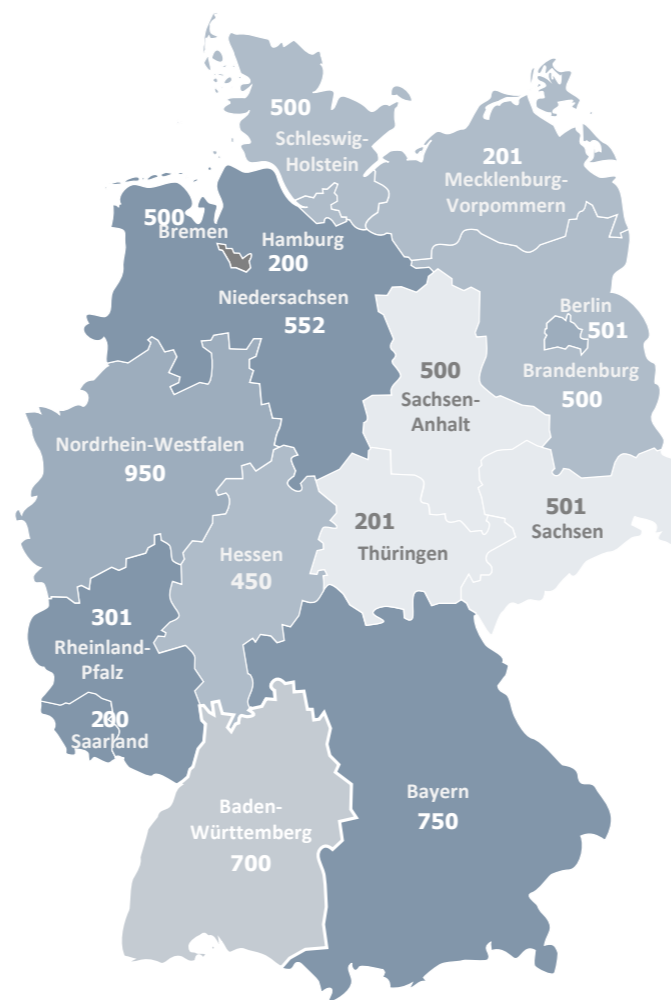 500
Schleswig-
Holstein
201
Mecklenburg-
Vorpommern
500
Bremen
Hamburg
200
Niedersachsen
552
Berlin
501
Brandenburg
500
500
Sachsen-
Anhalt
Nordrhein-Westfalen
950
501
Sachsen
201
Thüringen
Hessen
450
301
Rheinland-
Pfalz
200
Saarland
Baden-
Württemberg
700
Bayern
750